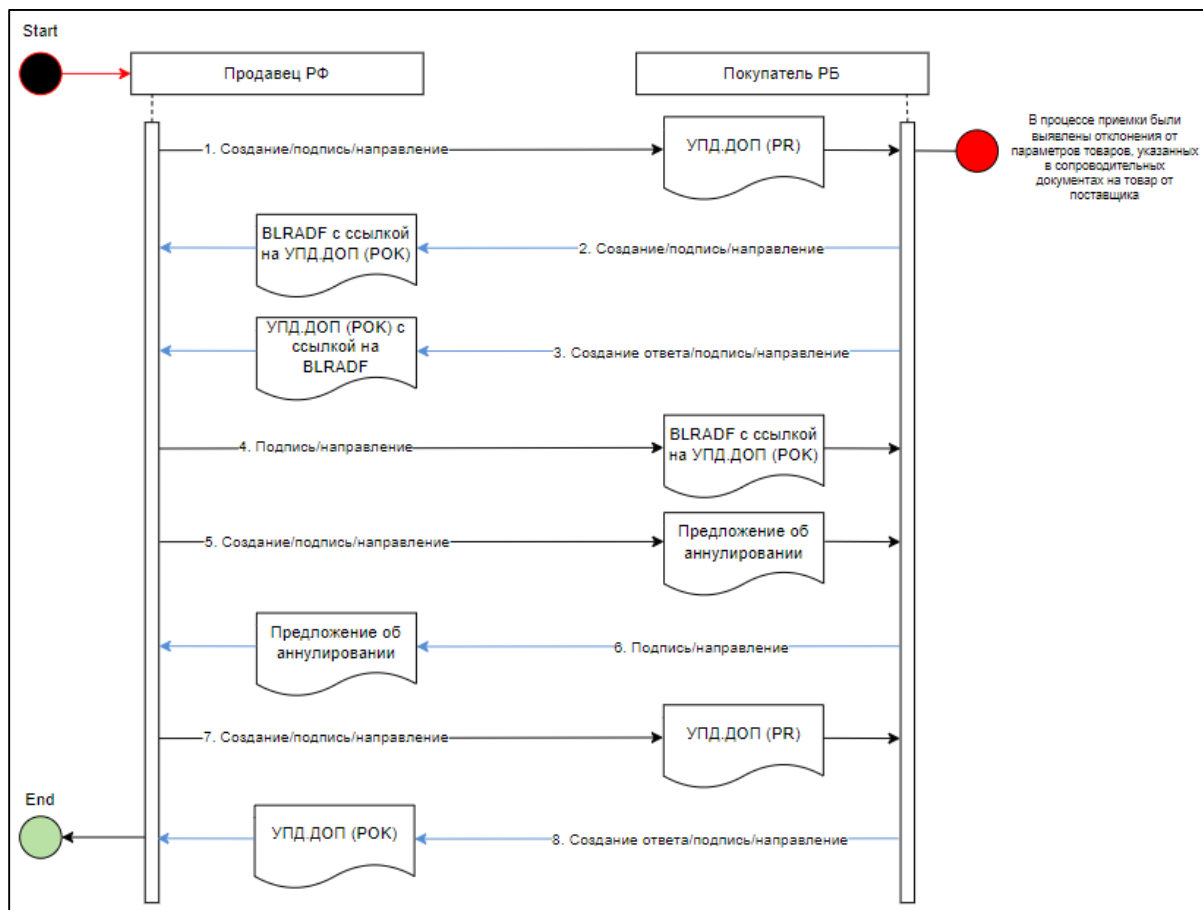 Start
Продавец РФ
Покупатель РБ
1. Создание/подпись/направление
УПД.ДОП (PR)
В процессе приемки были
выявлены отклонения от
параметров товаров, указанных
в сопроводительных
документах на товар от
поставщика
BLRADF с ссылкой
на УПД.ДОП (POK)
2. Создание/подпись/направление
УПД.ДОП (POK) с
ссылкой на
BLRADF
3. Создание ответа/подпись/направление
4. Подпись/направление
BLRADF с ссылкой
на УПД.ДОП (POK)
5. Создание/подпись/направление
Предложение об
аннулировании
Предложение об
аннулировании
6. Подпись/направление
7. Создание/подпись/направление
УПД.ДОП (PR)
End
УПД.ДОП (POK)
8. Создание ответа/подпись/направление